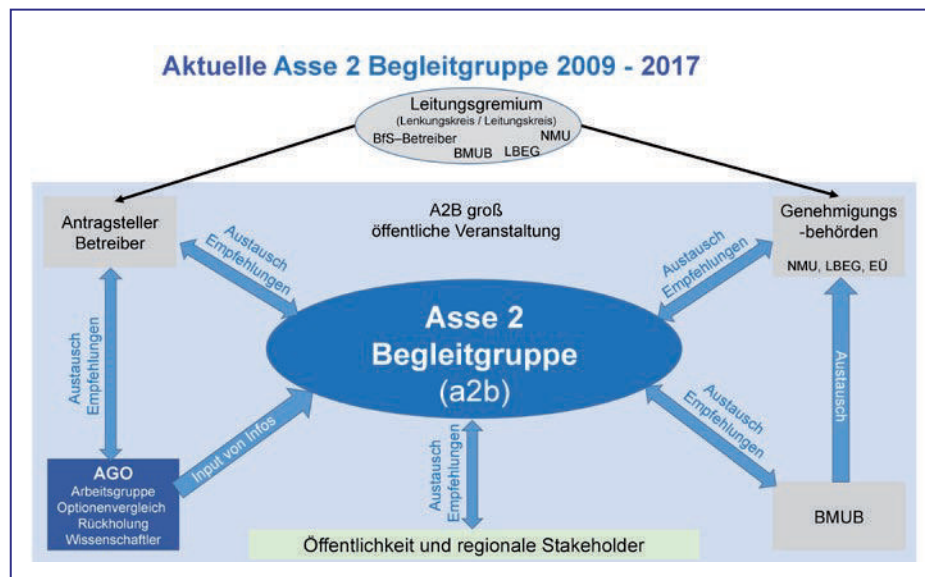 Aktuelle Asse 2 Begleitgruppe 2009 - 2017
Leitungsgremium
(Lenkungskreis / Leitungskreis)
BfS–Betreiber
NMU
BMUB
LBEG
Antragsteller
Betreiber
A2B groß
öffentliche Veranstaltung
Genehmigungs
-behörden
NMU, LBEG, EÜ
Austausch
Empfehlungen
Austausch
Empfehlungen
Asse 2
Begleitgruppe
(a2b)
Austausch
Empfehlungen
Austausch
Austausch
Empfehlungen
Input von Infos
Austausch
Empfehlungen
AGO
Arbeitsgruppe
Optionenvergleich
Rückholung
Wissenschaftler
BMUB
Öffentlichkeit und regionale Stakeholder